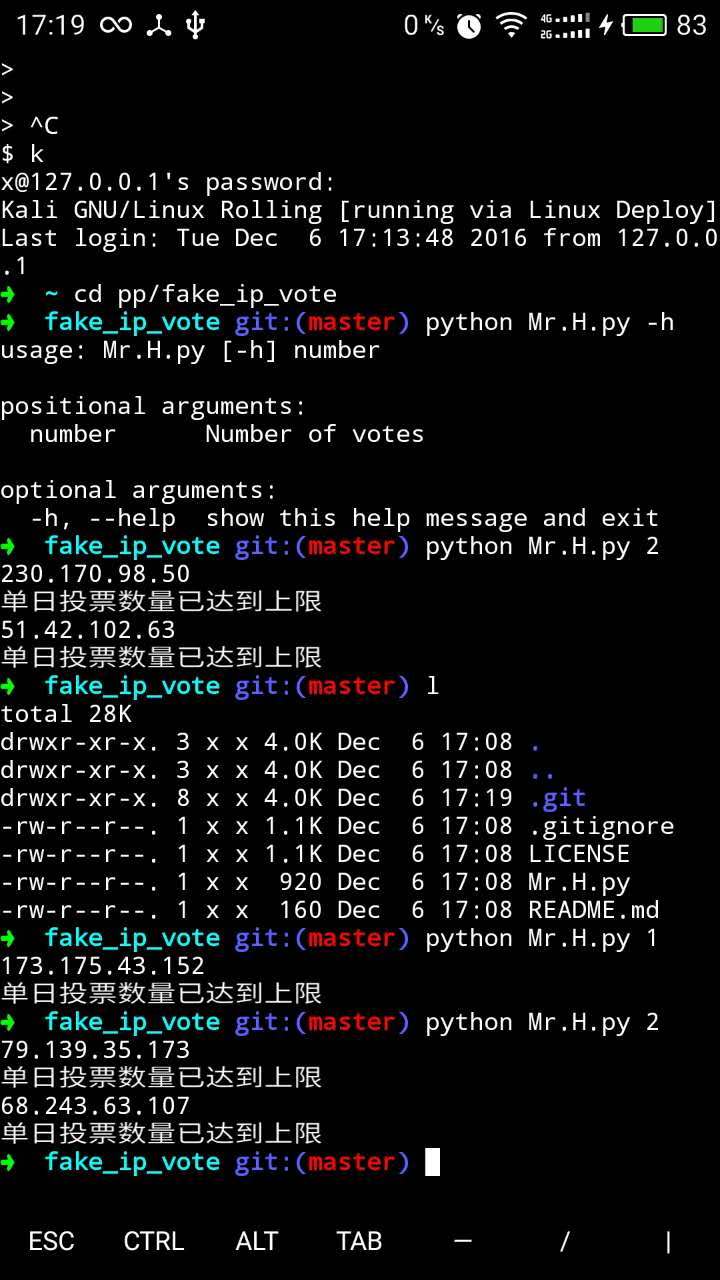 17:19 0 K/s 4G 2G 83
>
>
> ^C
$ k
x@127.0.0.1's password:
Kali GNU/Linux Rolling [running via Linux Deploy]
Last login: Tue Dec  6 17:13:48 2016 from 127.0.0
.1
➜  ~ cd pp/fake_ip_vote
➜  fake_ip_vote git:(master) python Mr.H.py -h
usage: Mr.H.py [-h] number

positional arguments:
  number      Number of votes

optional arguments:
  -h, --help  show this help message and exit
➜  fake_ip_vote git:(master) python Mr.H.py 2
230.170.98.50
单日投票数量已达到上限
51.42.102.63
单日投票数量已达到上限
➜  fake_ip_vote git:(master) l
total 28K
drwxr-xr-x. 3 x x 4.0K Dec  6 17:08 .
drwxr-xr-x. 3 x x 4.0K Dec  6 17:08 ..
drwxr-xr-x. 8 x x 4.0K Dec  6 17:19 .git
-rw-r--r--. 1 x x 1.1K Dec  6 17:08 .gitignore
-rw-r--r--. 1 x x 1.1K Dec  6 17:08 LICENSE
-rw-r--r--. 1 x x  920 Dec  6 17:08 Mr.H.py
-rw-r--r--. 1 x x  160 Dec  6 17:08 README.md
➜  fake_ip_vote git:(master) python Mr.H.py 1
173.175.43.152
单日投票数量已达到上限
➜  fake_ip_vote git:(master) python Mr.H.py 2
79.139.35.173
单日投票数量已达到上限
68.243.63.107
单日投票数量已达到上限
➜  fake_ip_vote git:(master)
ESC CTRL ALT TAB — / |